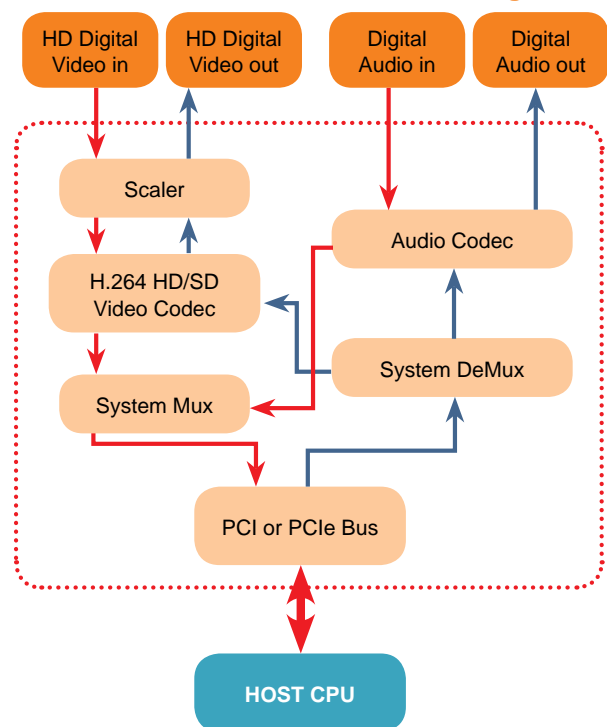 HD Digital
Video in
HD Digital
Video out
Digital
Audio in
Digital
Audio out
Scaler
Audio Codec
H.264 HD/SD
Video Codec
System DeMux
System Mux
PCI or PCIe Bus
HOST CPU